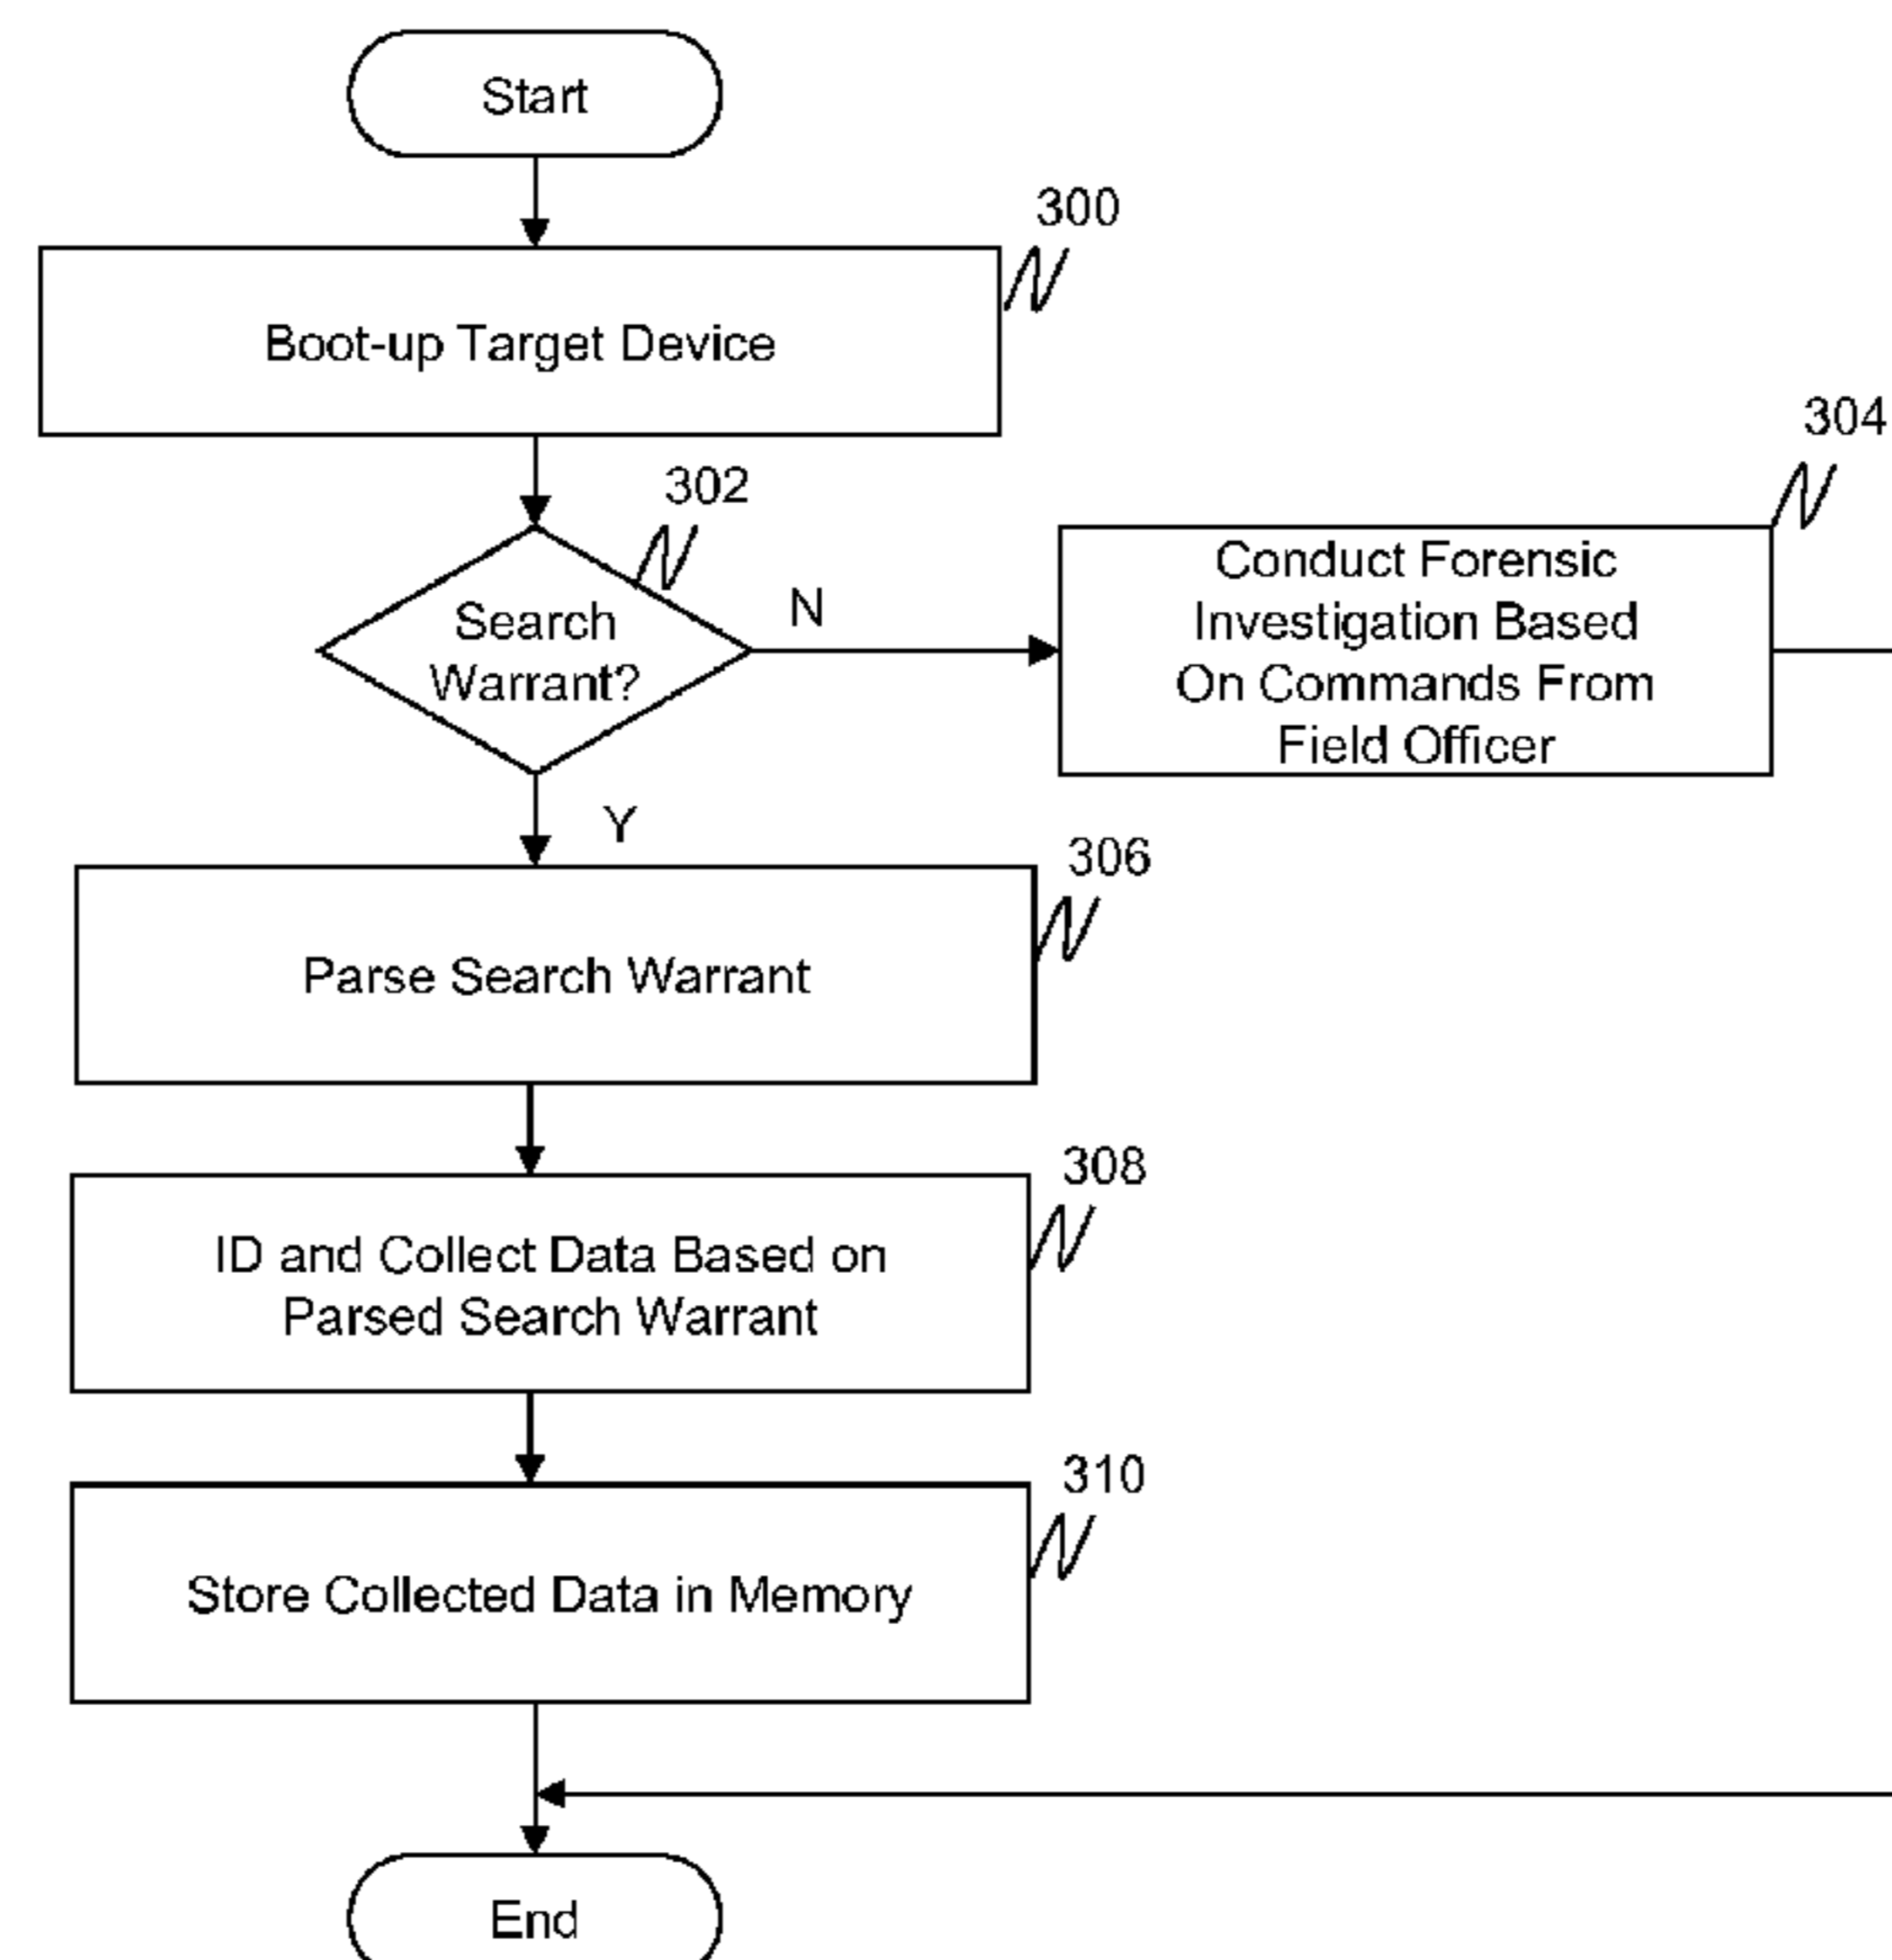 Start
300
Boot-up Target Device
302
304
Search
Warrant?
N
Conduct Forensic
Investigation Based
On Commands From
Field Officer
Y
306
Parse Search Warrant
308
ID and Collect Data Based on
Parsed Search Warrant
310
Store Collected Data in Memory
End